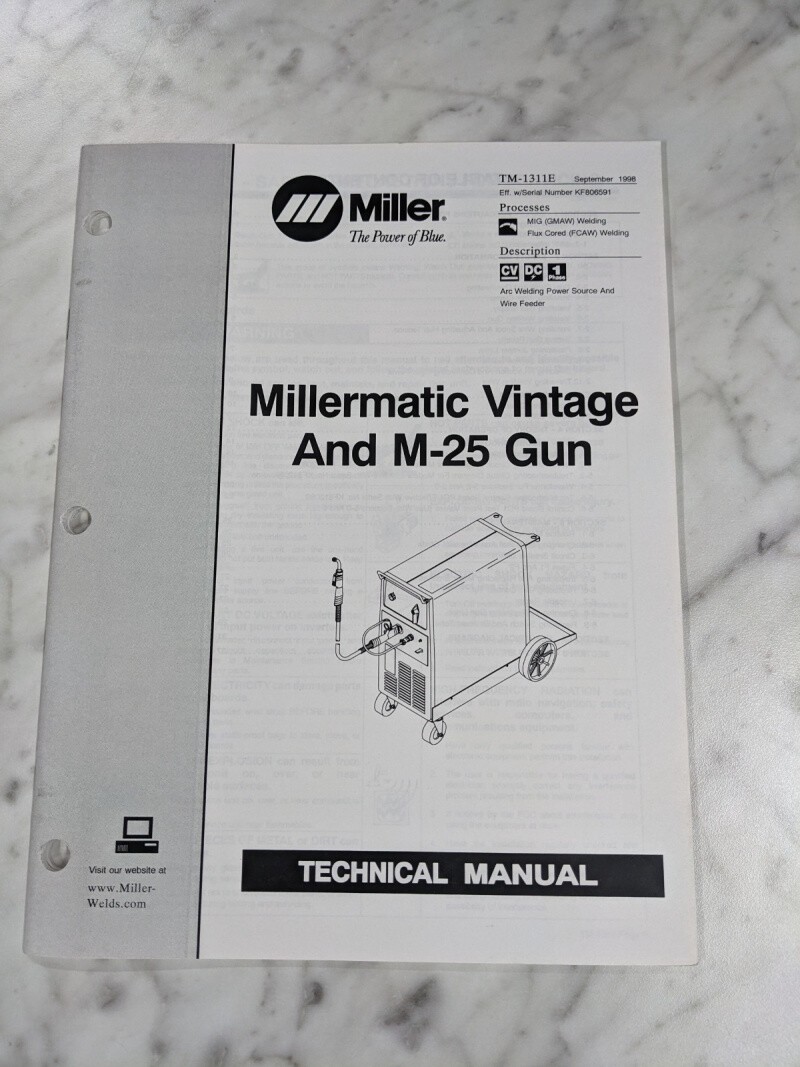 Miller®
The Power of Blue.
TM-1311E September 1998
Eff. w/Serial Number KF806591
Processes
MIG (GMAW) Welding
Flux Cored (FCAW) Welding
Description
CV DC 1 Phase
Arc Welding Power Source And
Wire Feeder
Millermatic Vintage
And M-25 Gun
Visit our website at
www.Miller-
Welds.com
TECHNICAL MANUAL